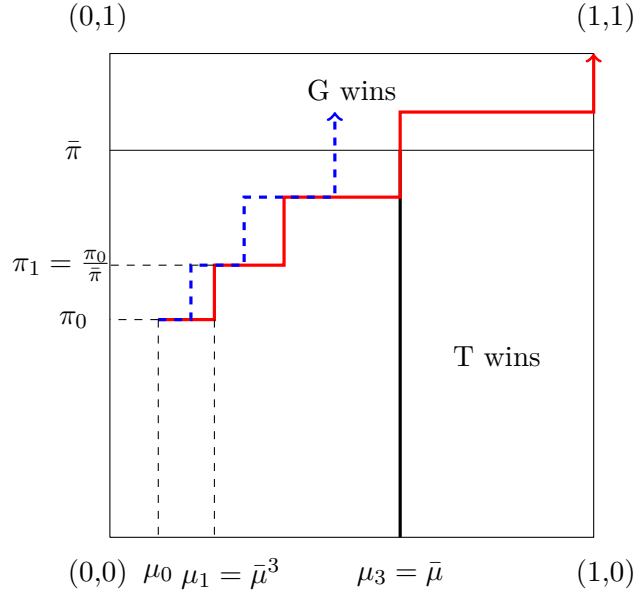 (0,1) (1,1)
G wins
π̄
π₁ = π₀/π̄
π₀
T wins
(0,0) μ₀ μ₁ = μ̄³ μ₃ = μ̄ (1,0)